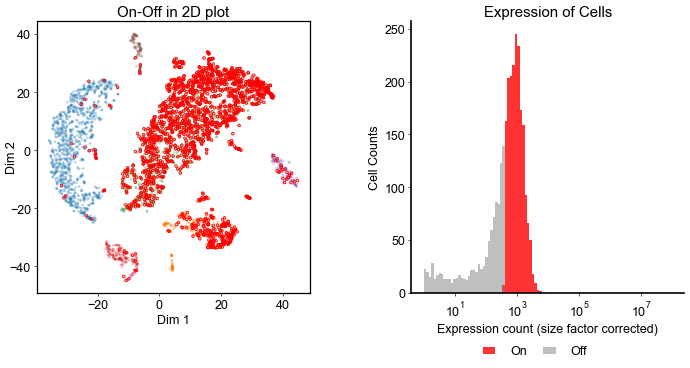 On-Off in 2D plot
Dim 2
40
20
0
−20
−40
−20
0
20
40
Dim 1
Expression of Cells
Cell Counts
250
200
150
100
50
0
10^1
10^3
10^5
10^7
Expression count (size factor corrected)
On
Off